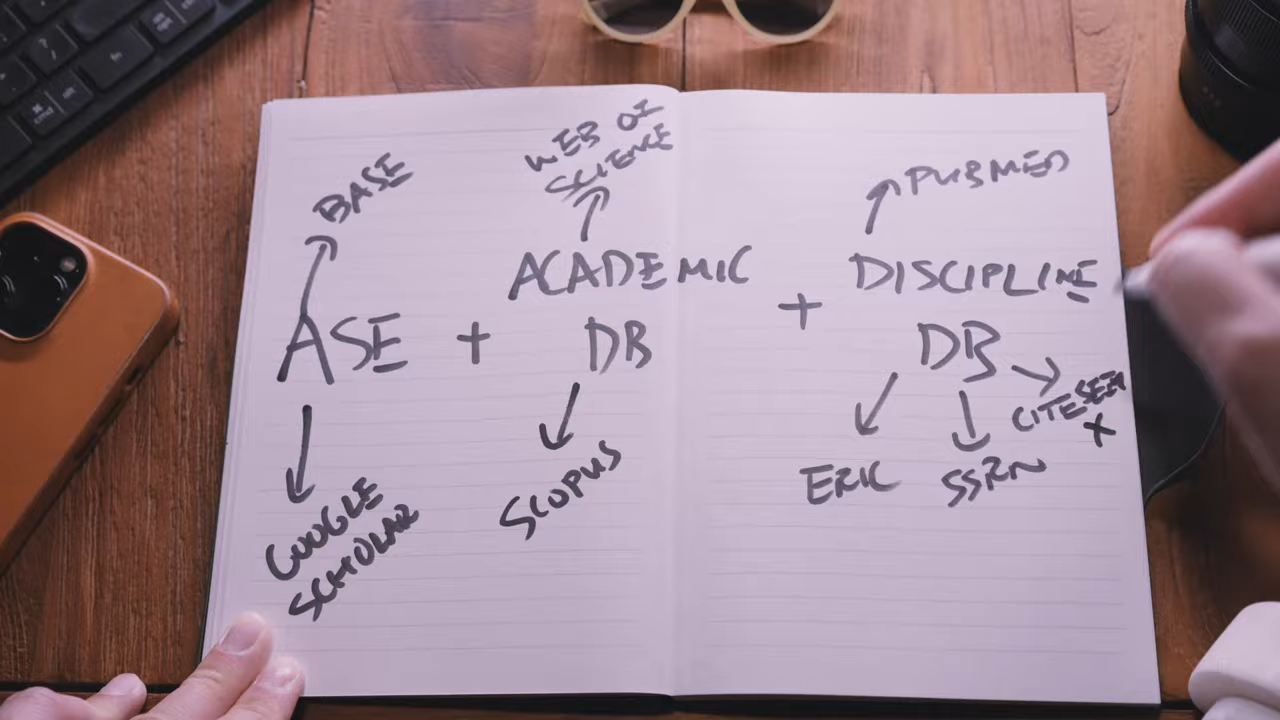 BASE
ASE
GOOGLE
SCHOLAR
+
WEB OF
SCIENCE
ACADEMIC
DB
SCOPUS
+
PUBMED
DISCIPLINE
DB
ERIC
SSRN
CITESEER
X